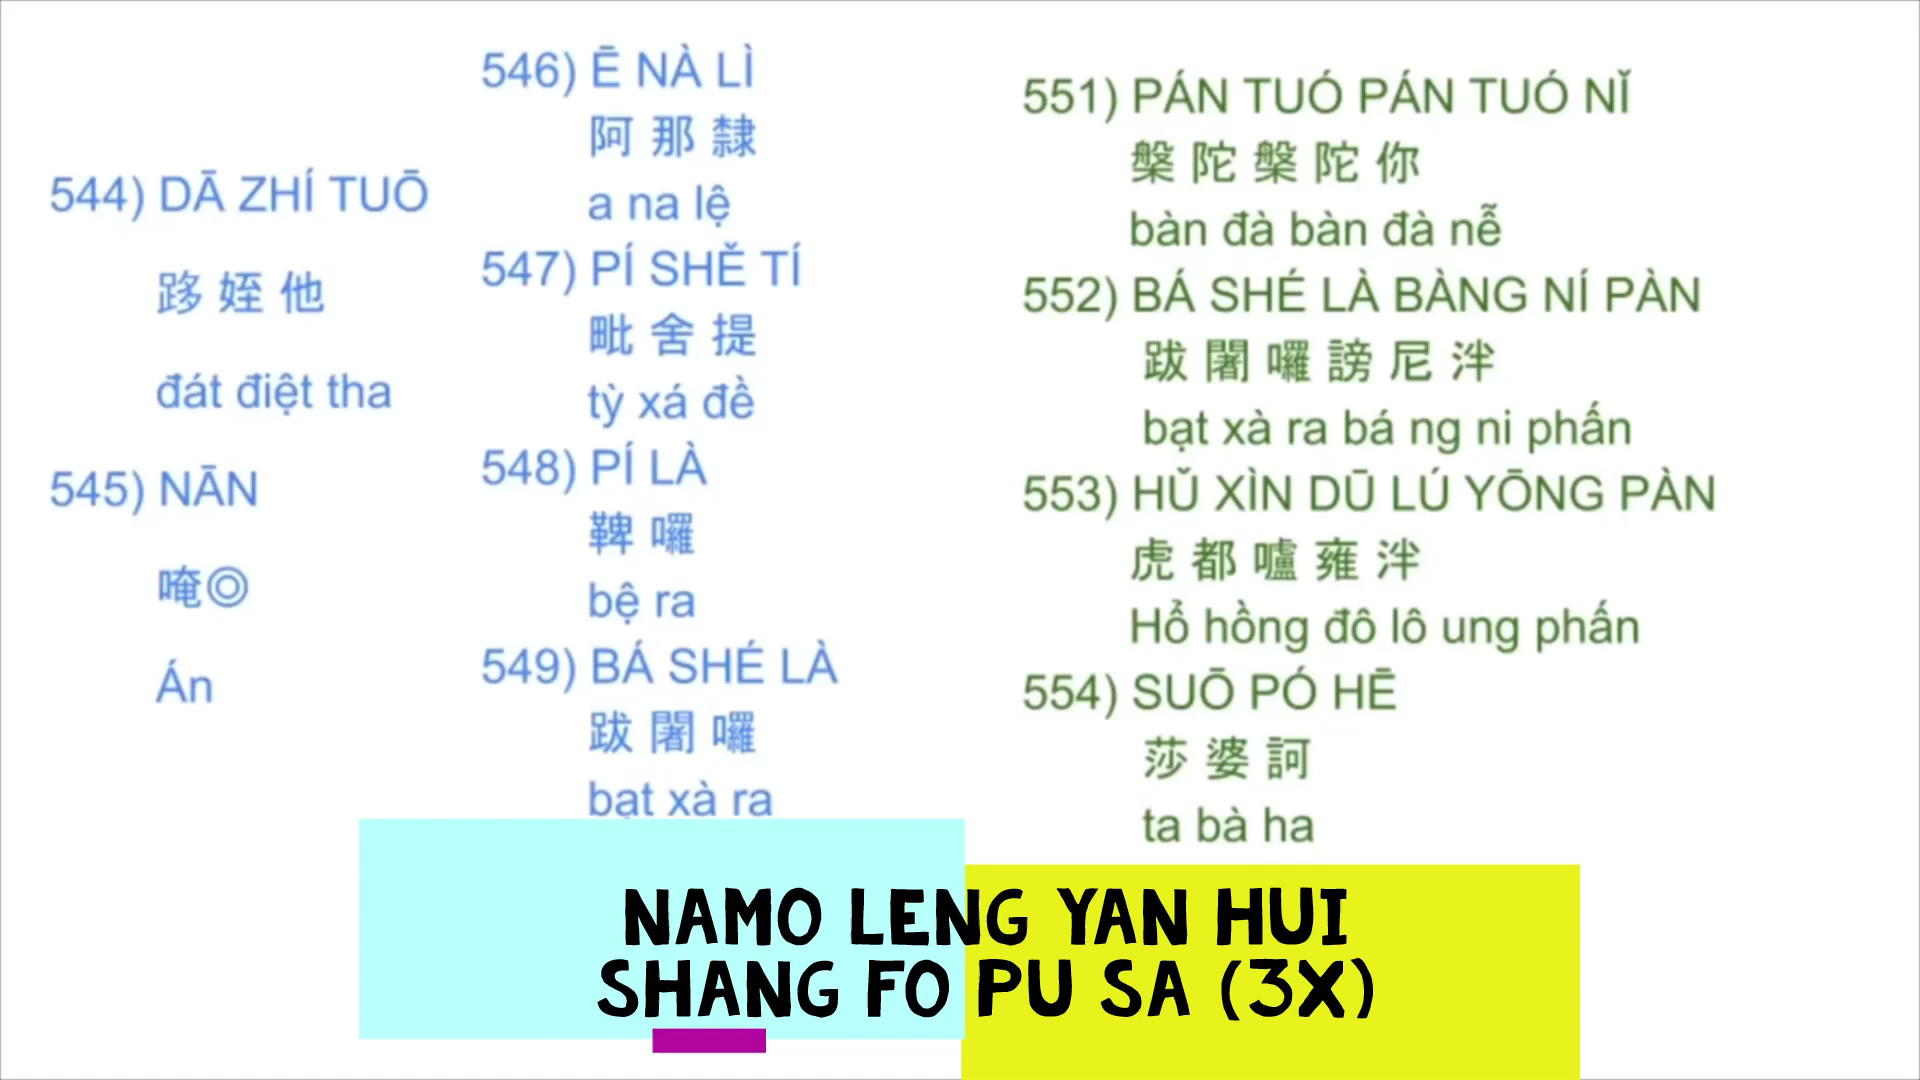 544) DĀ ZHÍ TUŌ
跢 姪 他
đát điệt tha
545) NĀN
唵◎
Án
546) Ē NÀ LÌ
阿 那 隸
a na lệ
547) PÍ SHĚ TÍ
毗 舍 提
tỳ xá đề
548) PÍ LÀ
鞞 囉
bệ ra
549) BÁ SHÉ LÀ
跋 闍 囉
bạt xà ra
551) PÁN TUÓ PÁN TUÓ NǏ
槃 陀 槃 陀 你
bàn đà bàn đà nễ
552) BÁ SHÉ LÀ BÀNG NÍ PÀN
跋 闍 囉 謗 尼 泮
bạt xà ra bá ng ni phấn
553) HǓ XÌN DŪ LÚ YŌNG PÀN
虎 都 嚧 雍 泮
Hổ hồng đô lô ung phấn
554) SUŌ PÓ HĒ
莎 婆 訶
ta bà ha
NAMO LENG YAN HUI
SHANG FO PU SA (3X)